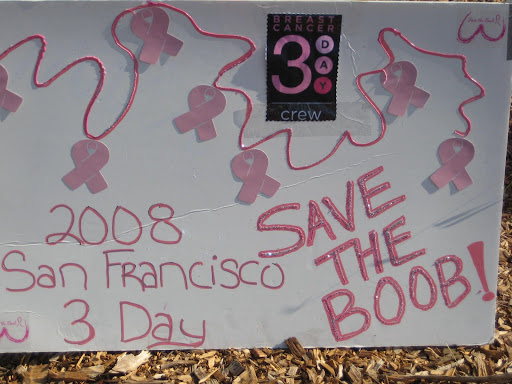 BREAST
CANCER
3
DAY
crew
2008
San Francisco
3 Day
SAVE
THE
BOOB!